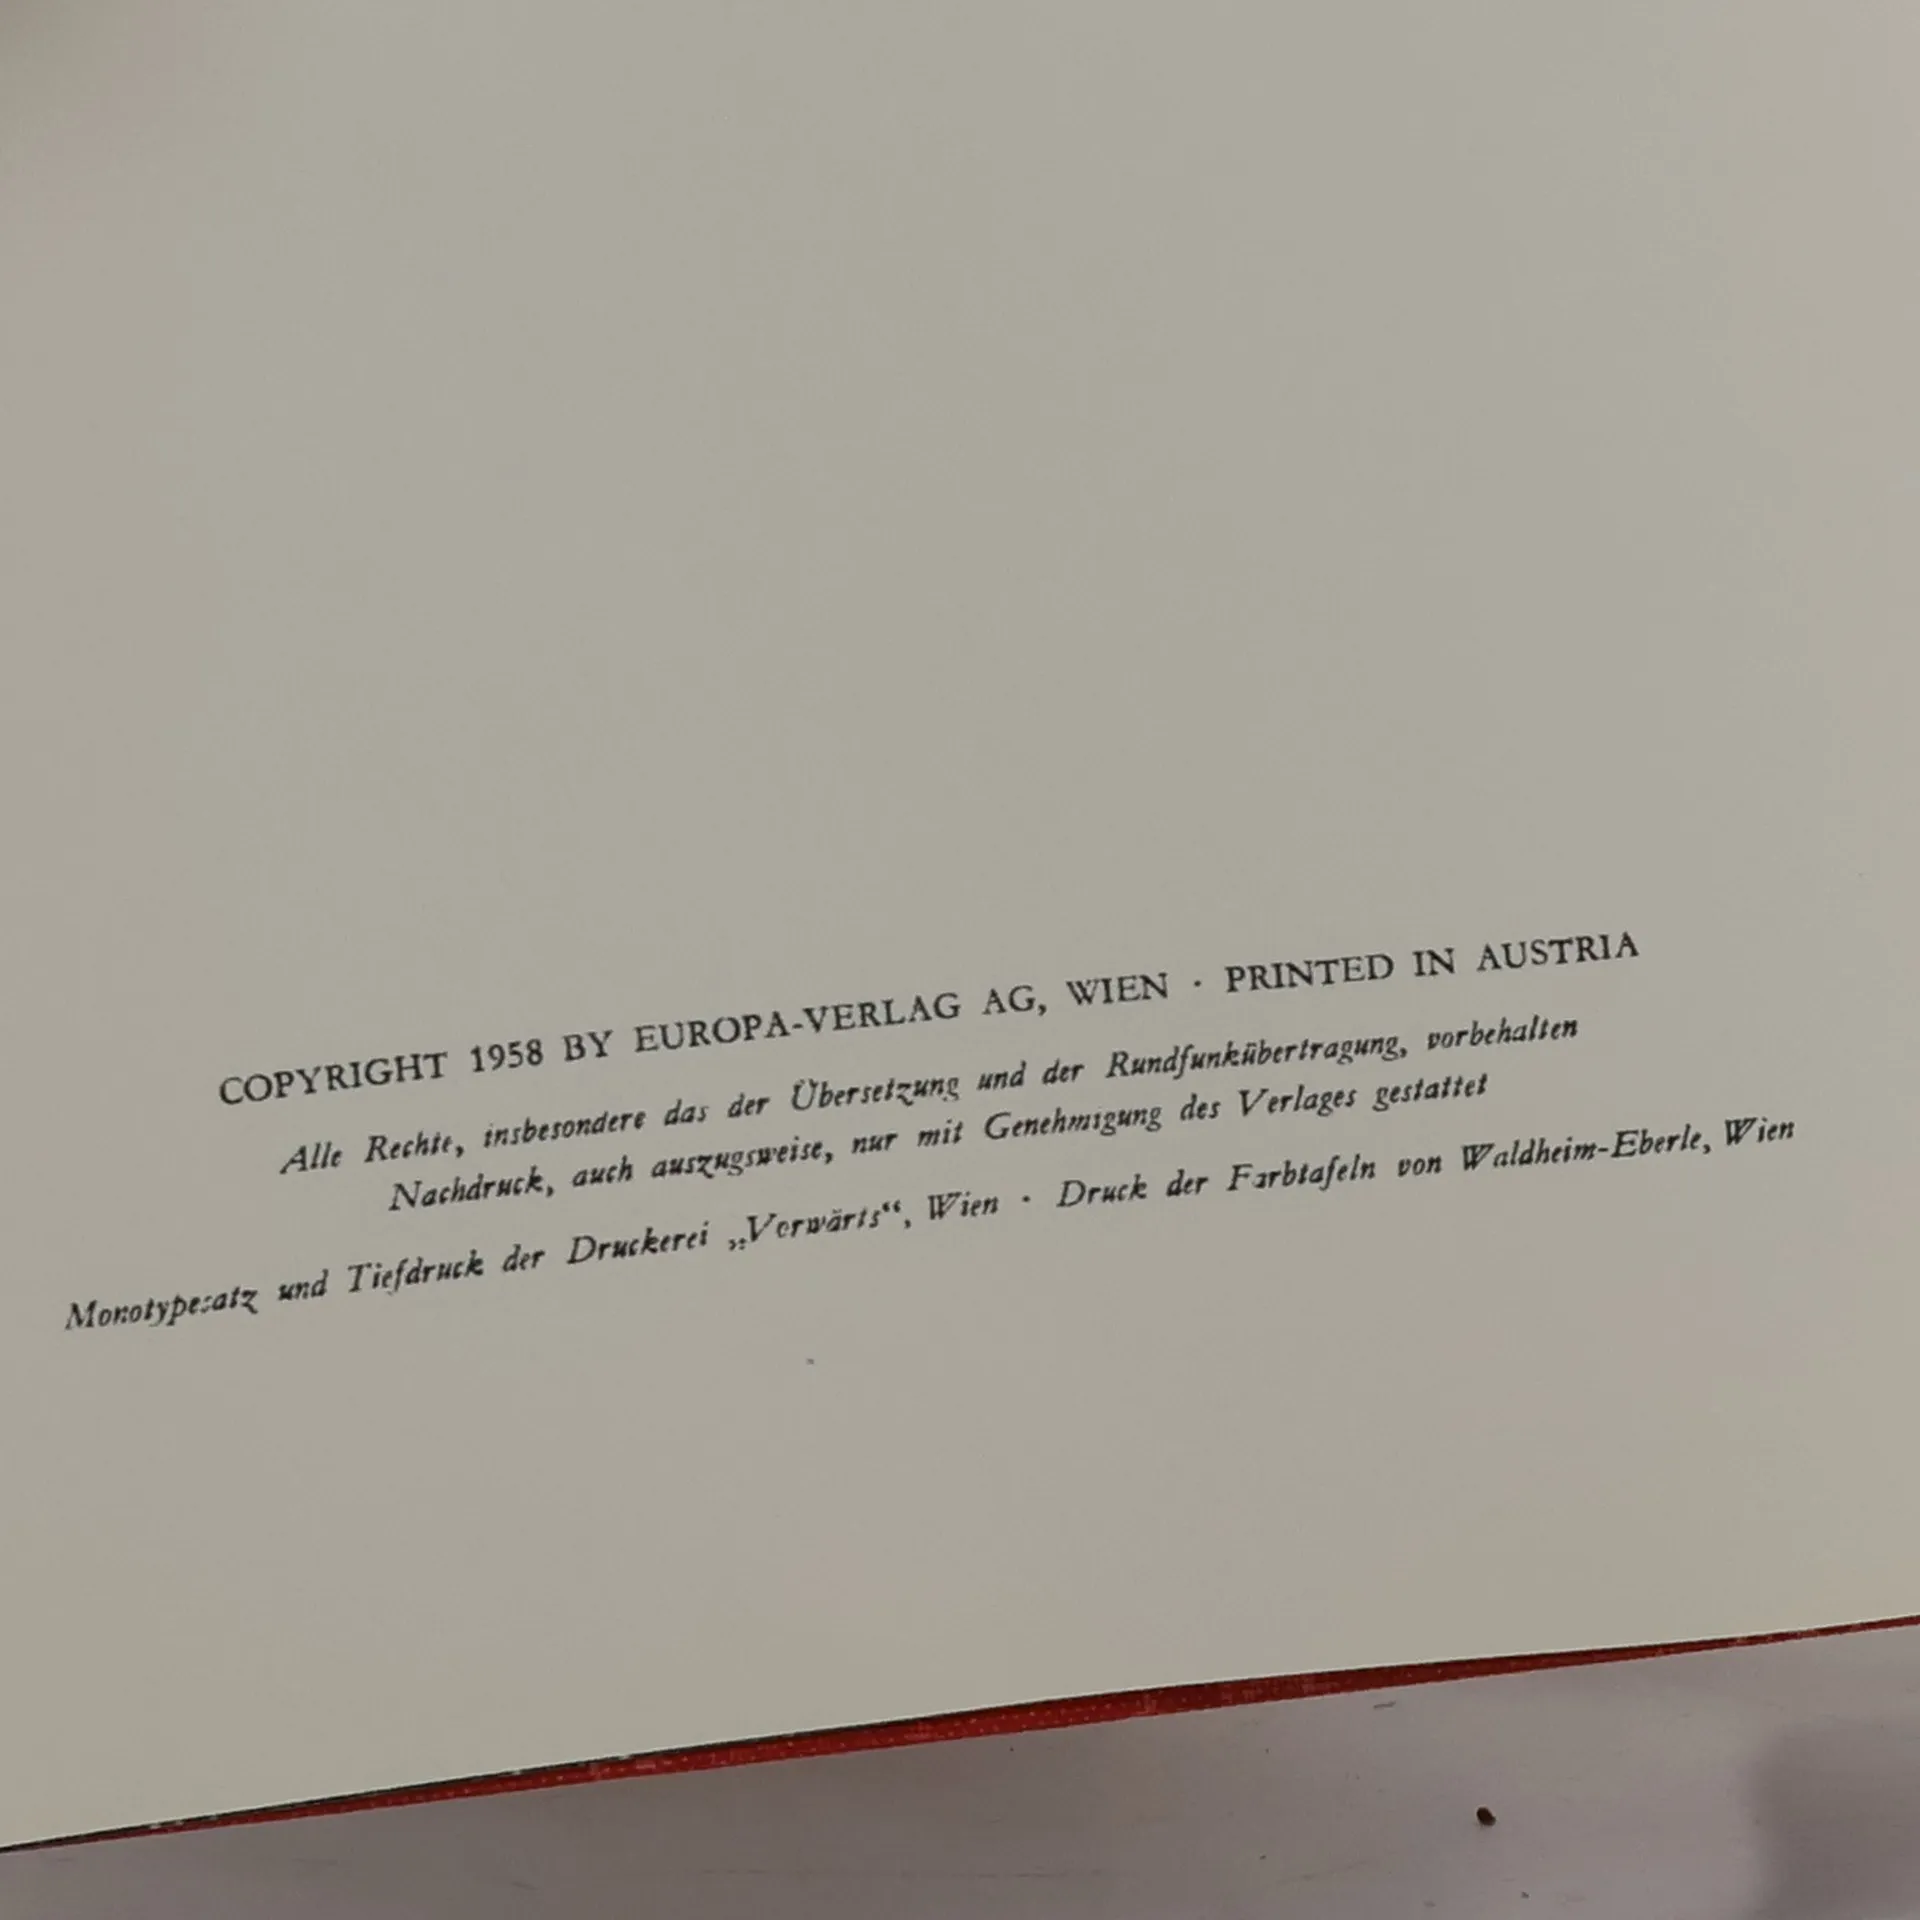 COPYRIGHT 1958 BY EUROPA-VERLAG AG, WIEN · PRINTED IN AUSTRIA
Alle Rechte, insbesondere das der Übersetzung und der Rundfunkübertragung, vorbehalten
Nachdruck, auch auszugsweise, nur mit Genehmigung des Verlages gestattet
Monotypesatz und Tiefdruck der Druckerei „Vorwärts“, Wien · Druck der Farbtafeln von Waldheim-Eberle, Wien